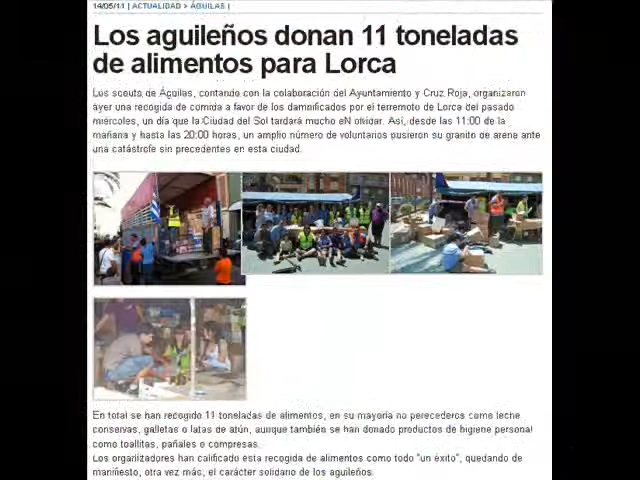 14/05/11 | ACTUALIDAD > ÁGUILAS |
Los aguileños donan 11 toneladas
de alimentos para Lorca
Los scouts de Águilas, contando con la colaboración del Ayuntamiento y Cruz Roja, organizaron
ayer una recogida de comida a favor de los damnificados por el terremoto de Lorca del pasado
miércoles, un día que la Ciudad del Sol tardará mucho eN olvidar. Así, desde las 11:00 de la
mañana y hasta las 20:00 horas, un amplio número de voluntarios pusieron su granito de arena ante
una catástrofe sin precedentes en esta ciudad.
En total se han recogido 11 toneladas de alimentos, en su mayoría no perecederos como leche
conservas, galletas o latas de atún, aunque también se han donado productos de higiene personal
como toallitas, pañales o compresas.
Los organizadores han calificado esta recogida de alimentos como todo "un éxito", quedando de
manifiesto, otra vez más, el carácter solidario de los aguileños.